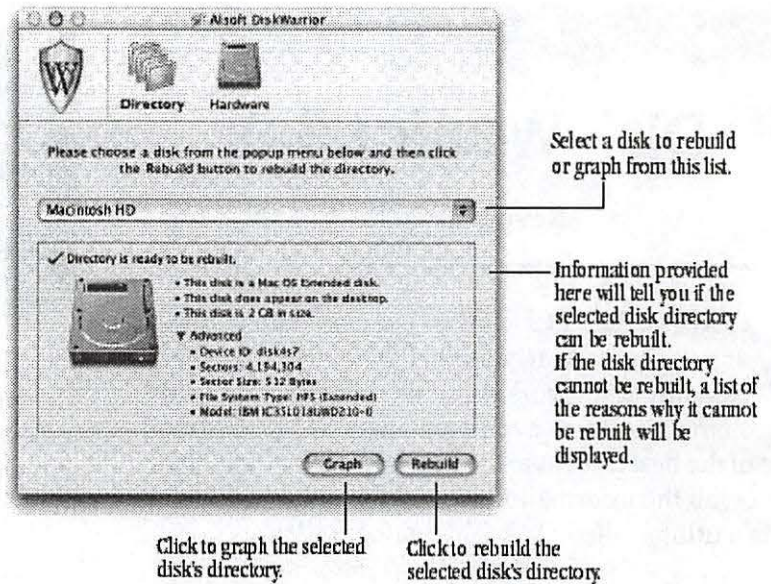 Alsoft DiskWarrior
W
Directory Hardware
Please choose a disk from the popup menu below and then click
the Rebuild button to rebuild the directory.
Macintosh HD
Directory is ready to be rebuilt.
• This disk is a Mac OS Extended disk.
• This disk does appear on the desktop.
• This disk is 2 GB in size.
Advanced
• Device ID: disk4s7
• Sectors: 4,194,304
• Sector Size: 512 Bytes
• File System Type: HFS (Extended)
• Model:
Graph Rebuild
Select a disk to rebuild
or graph from this list.
Information provided
here will tell you if the
selected disk directory
can be rebuilt.
If the disk directory
cannot be rebuilt, a list of
the reasons why it cannot
be rebuilt will be
displayed.
Click to graph the selected
disk's directory.
Click to rebuild the
selected disk's directory